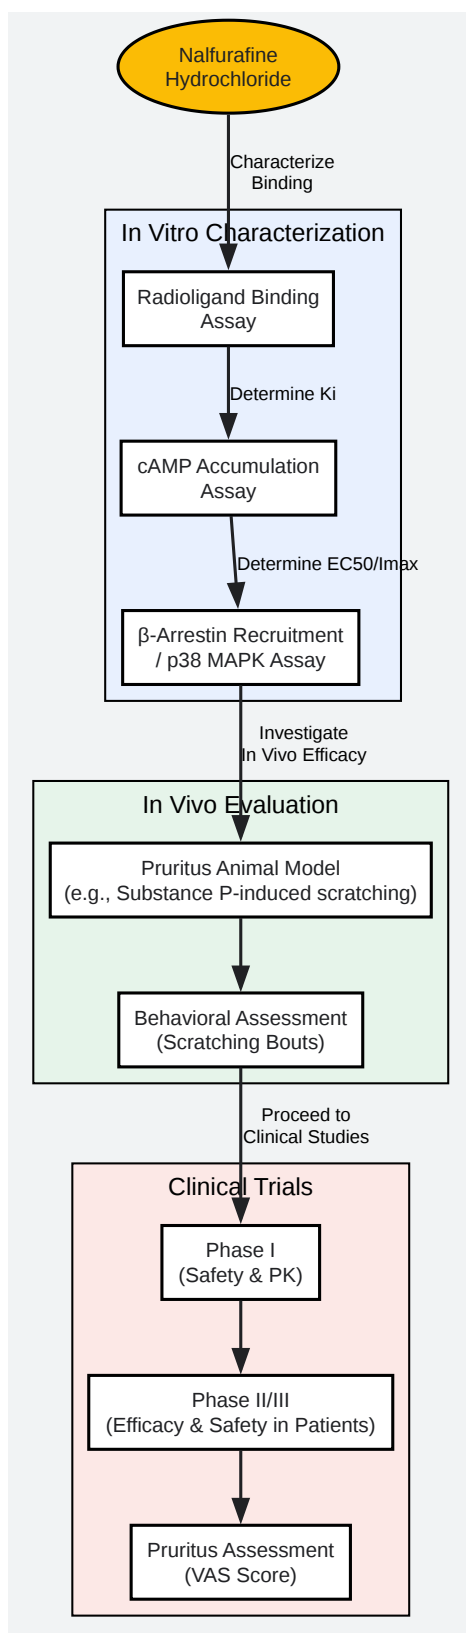 Nalfurafine
Hydrochloride
Characterize
Binding
In Vitro Characterization
Radioligand Binding
Assay
Determine Ki
cAMP Accumulation
Assay
Determine EC50/Imax
β-Arrestin Recruitment
/ p38 MAPK Assay
Investigate
In Vivo Efficacy
In Vivo Evaluation
Pruritus Animal Model
(e.g., Substance P-induced scratching)
Behavioral Assessment
(Scratching Bouts)
Proceed to
Clinical Studies
Clinical Trials
Phase I
(Safety & PK)
Phase II/III
(Efficacy & Safety in Patients)
Pruritus Assessment
(VAS Score)